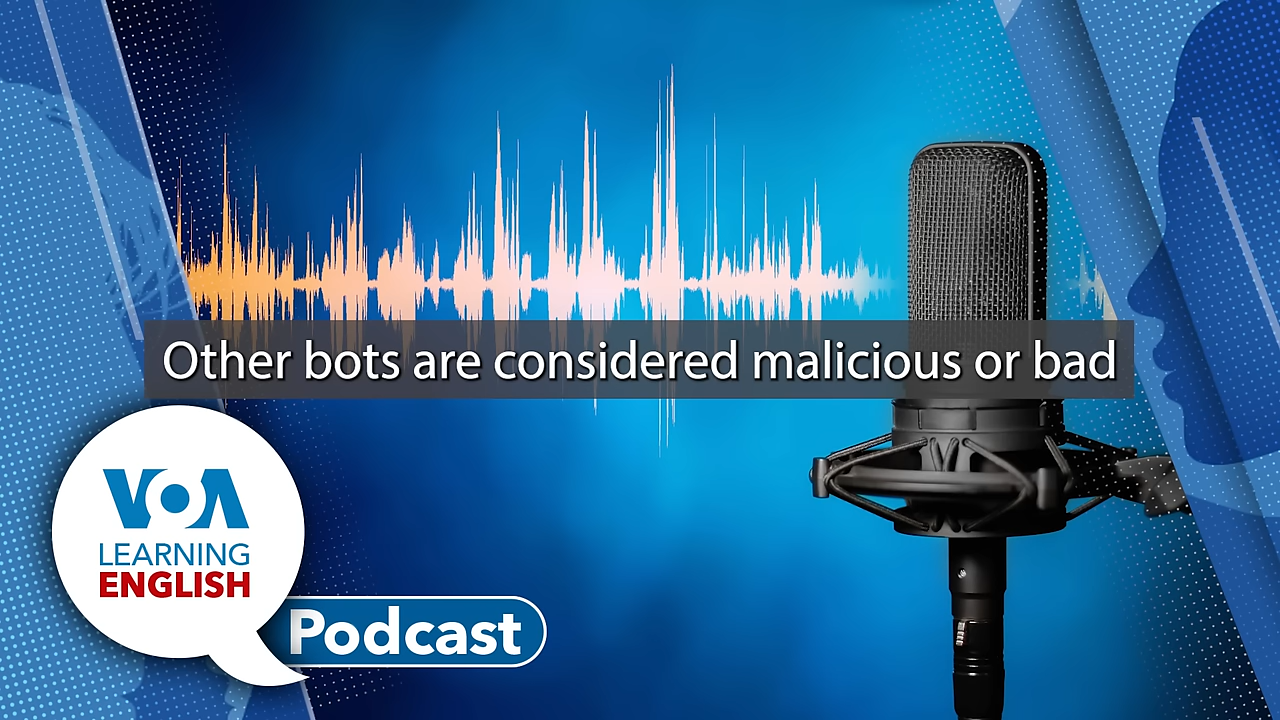 Other bots are considered malicious or bad
VOA
LEARNING
ENGLISH
Podcast